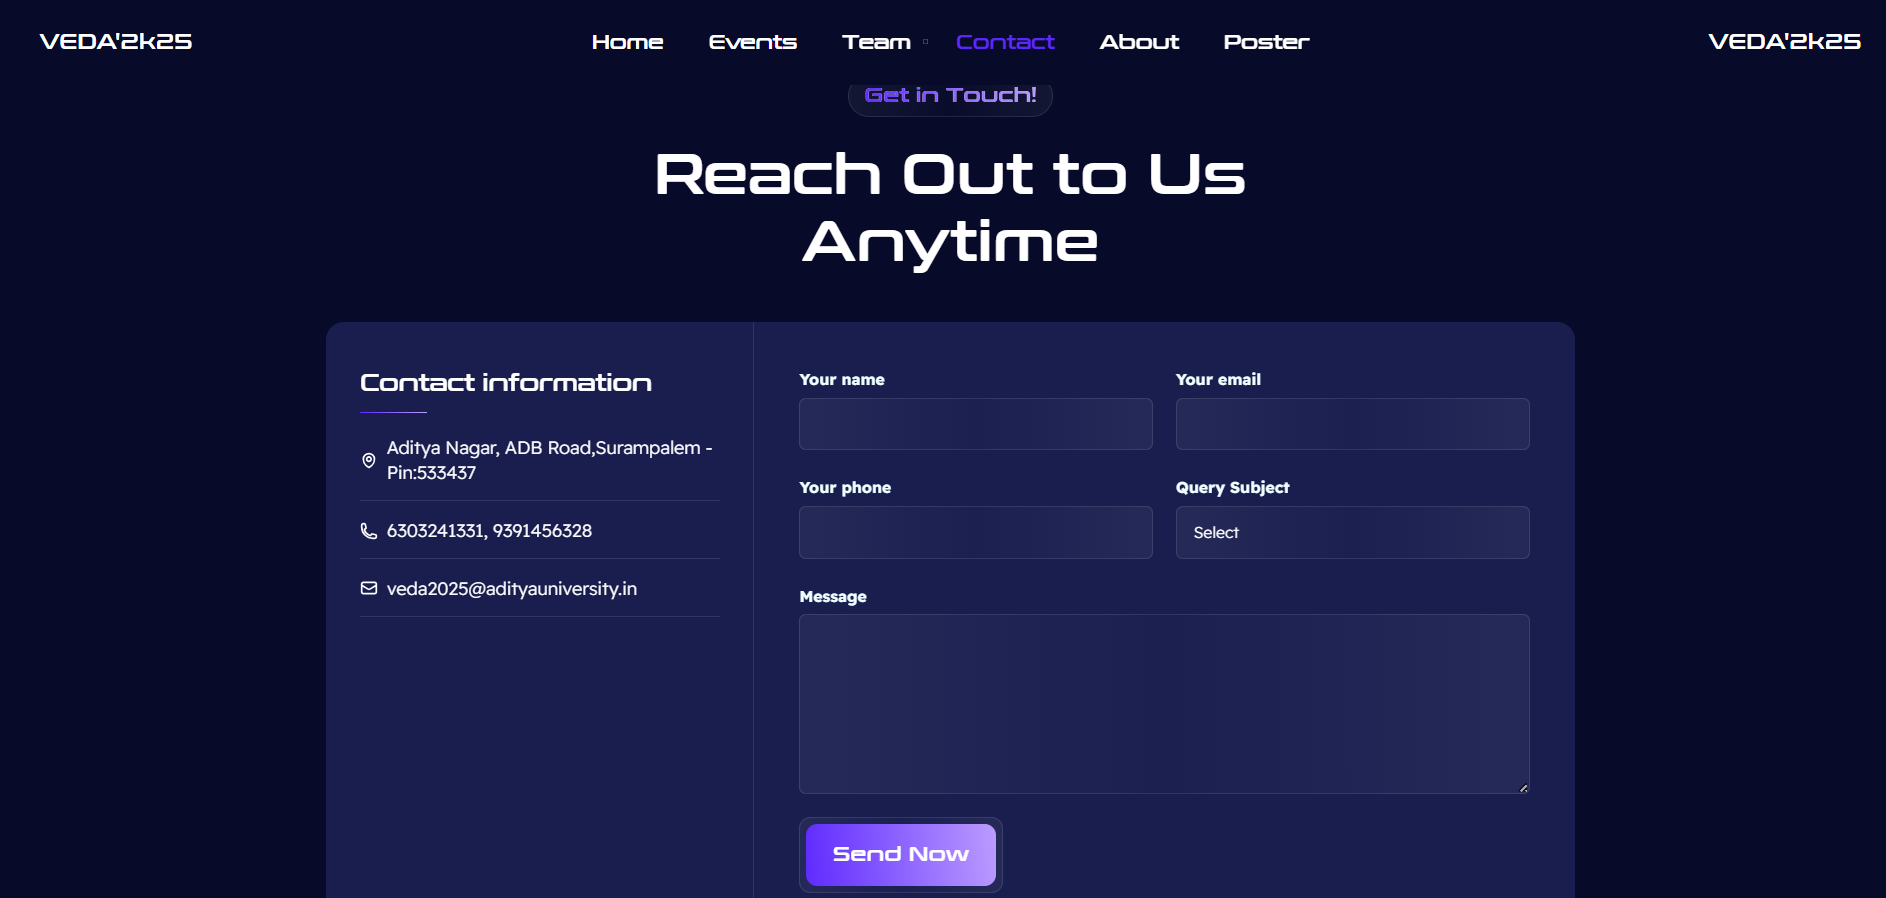 VEDA'2k25
Home Events Team Contact About Poster
VEDA'2k25
Get in Touch!
Reach Out to Us
Anytime
Contact information
Aditya Nagar, ADB Road,Surampalem -
Pin:533437
6303241331, 9391456328
veda2025@adityauniversity.in
Your name
Your email
Your phone
Query Subject
Select
Message
Send Now